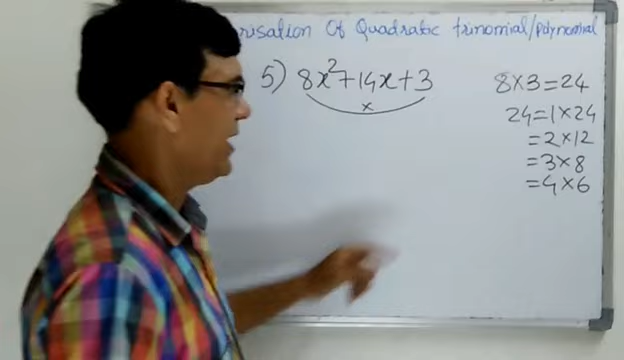 risation Of Quadratic trinomial/polynomial
5) 8x²+14x+3
x
8×3=24
24=1×24
=2×12
=3×8
=4×6